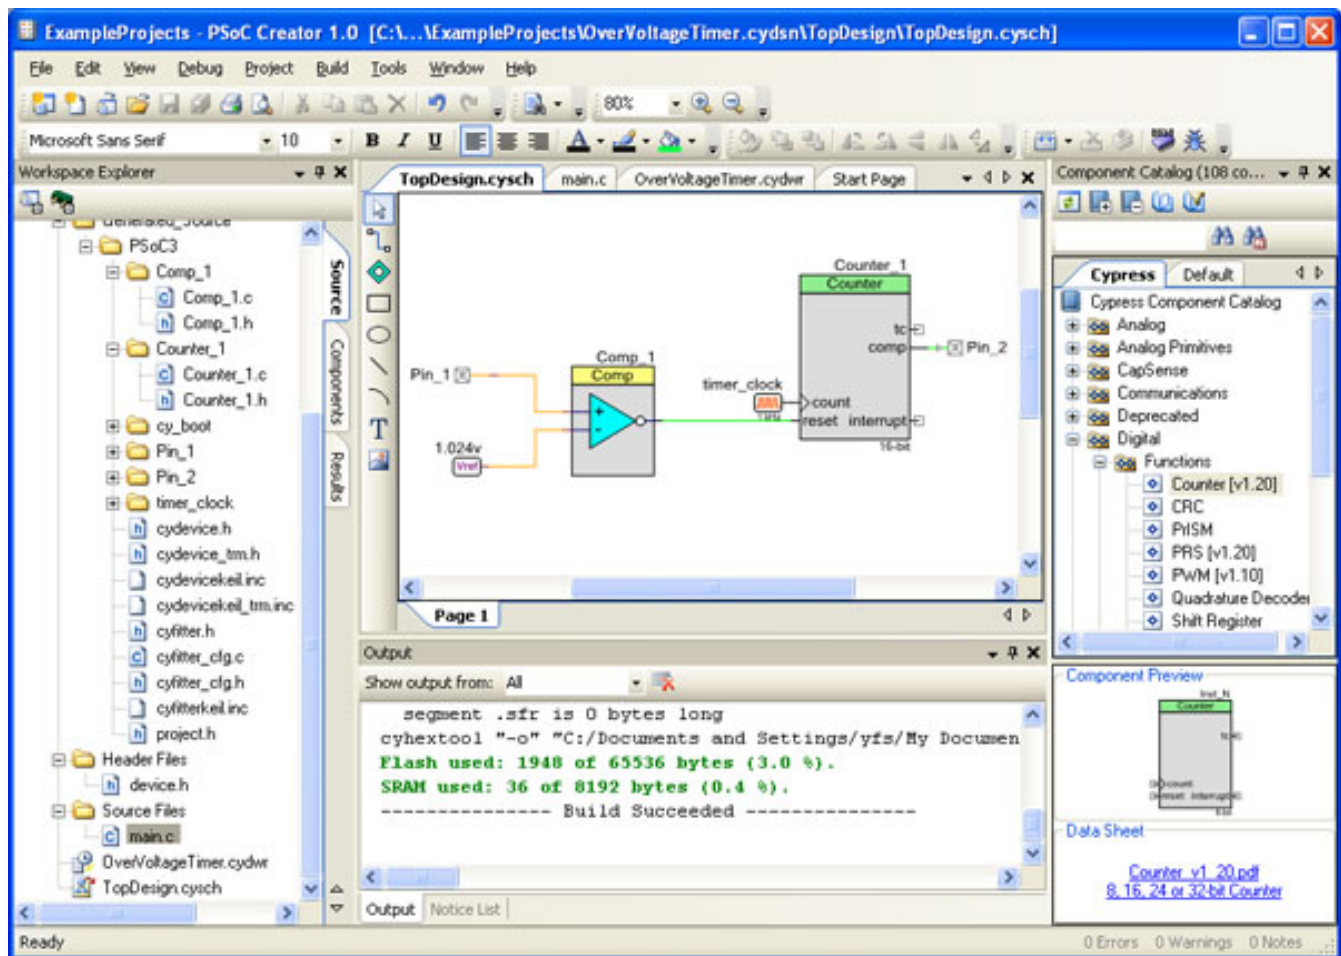 ExampleProjects - PSoC Creator 1.0 [C:\...\ExampleProjects\OverVoltageTimer.cydsn\TopDesign\TopDesign.cysch]
File Edit View Debug Project Build Tools Window Help
80%
Microsoft Sans Serif 10 B I U A
Workspace Explorer
Generated_Source
PSoC3
Comp_1
Comp_1.c
Comp_1.h
Counter_1
Counter_1.c
Counter_1.h
cy_boot
Pin_1
Pin_2
timer_clock
cydevice.h
cydevice_trm.h
cydevicekeil.inc
cydevicekeil_trm.inc
cyfitter.h
cyfitter_cfg.c
cyfitter_cfg.h
cyfitterkeil.inc
project.h
Header Files
device.h
Source Files
main.c
OverVoltageTimer.cydwr
TopDesign.cysch
Source
Components
Results
TopDesign.cysch main.c OverVoltageTimer.cydwr Start Page
T
Counter_1
Counter
tc
comp
Pin_2
Comp_1
Comp
Pin_1
timer_clock
count
reset interrupt
16-bit
1.024v
Vref
Page 1
Output
Show output from: All
segment .sfr is 0 bytes long
cyhextool "-o" "C:/Documents and Settings/yfs/My Documen
Flash used: 1948 of 65536 bytes (3.0 %).
SRAM used: 36 of 8192 bytes (0.4 %).
--------------- Build Succeeded ---------------
Output Notice List
Component Catalog (108 co...
Cypress Default
Cypress Component Catalog
Analog
Analog Primitives
CapSense
Communications
Deprecated
Digital
Functions
Counter [v1.20]
CRC
PrISM
PRS [v1.20]
PWM [v1.10]
Quadrature Decoder
Shift Register
Component Preview
Inst_N
Counter
tc
count
reset interrupt
8-bit
Data Sheet
Counter_v1_20.pdf
8, 16, 24 or 32-bit Counter
Ready
0 Errors 0 Warnings 0 Notes